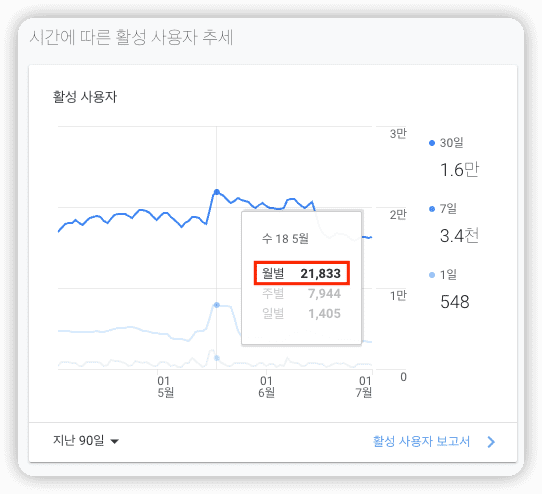 시간에 따른 활성 사용자 추세
활성 사용자
3만
2만
1만
0
01
5월
01
6월
01
7월
수 18 5월
월별 21,833
주별 7,944
일별 1,405
30일
1.6만
7일
3.4천
1일
548
지난 90일
활성 사용자 보고서